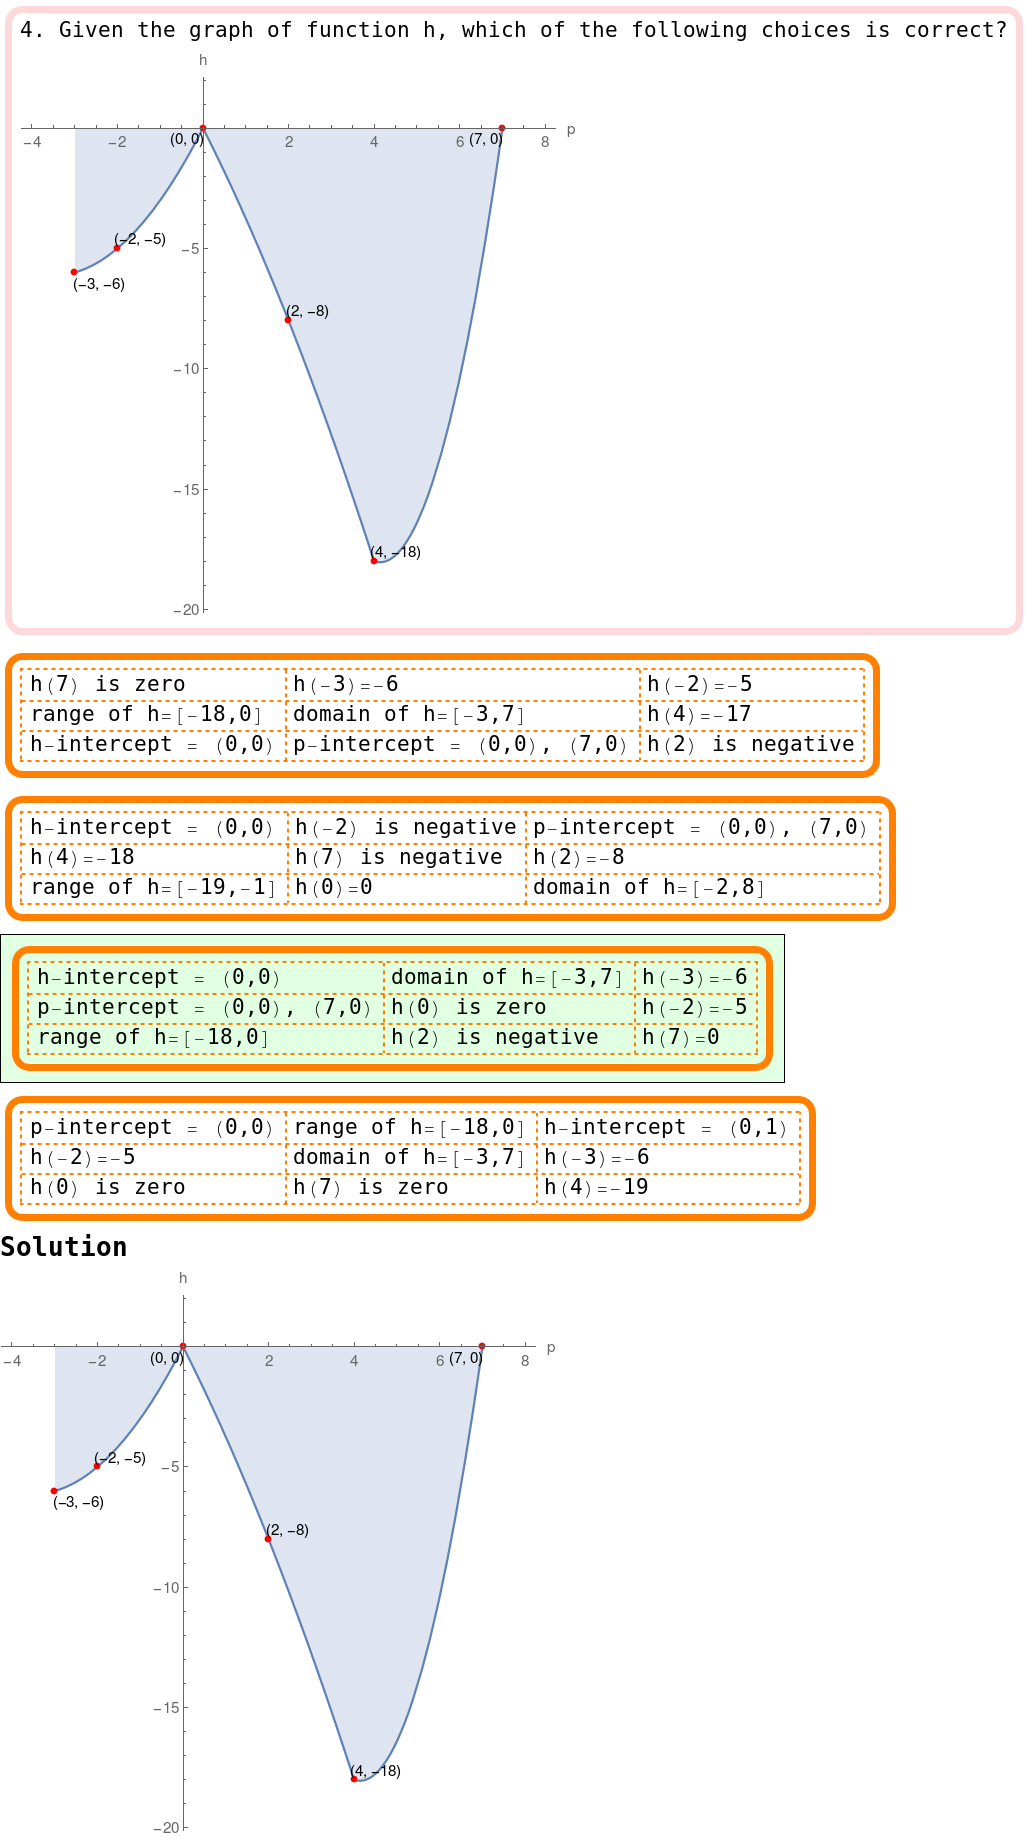 4. Given the graph of function h, which of the following choices is correct?
h
−4 −2 2 4 6 8 p
(0, 0) (7, 0)
(−2, −5) −5
(−3, −6)
(2, −8)
−10
−15
(4, −18)
−20
h(7) is zero h(-3)=-6 h(-2)=-5
range of h=[-18,0] domain of h=[-3,7] h(4)=-17
h-intercept = (0,0) p-intercept = (0,0), (7,0) h(2) is negative
h-intercept = (0,0) h(-2) is negative p-intercept = (0,0), (7,0)
h(4)=-18 h(7) is negative h(2)=-8
range of h=[-19,-1] h(0)=0 domain of h=[-2,8]
h-intercept = (0,0) domain of h=[-3,7] h(-3)=-6
p-intercept = (0,0), (7,0) h(0) is zero h(-2)=-5
range of h=[-18,0] h(2) is negative h(7)=0
p-intercept = (0,0) range of h=[-18,0] h-intercept = (0,1)
h(-2)=-5 domain of h=[-3,7] h(-3)=-6
h(0) is zero h(7) is zero h(4)=-19
Solution
h
−4 −2 2 4 6 8 p
(0, 0) (7, 0)
(−2, −5) −5
(−3, −6)
(2, −8)
−10
−15
(4, −18)
−20